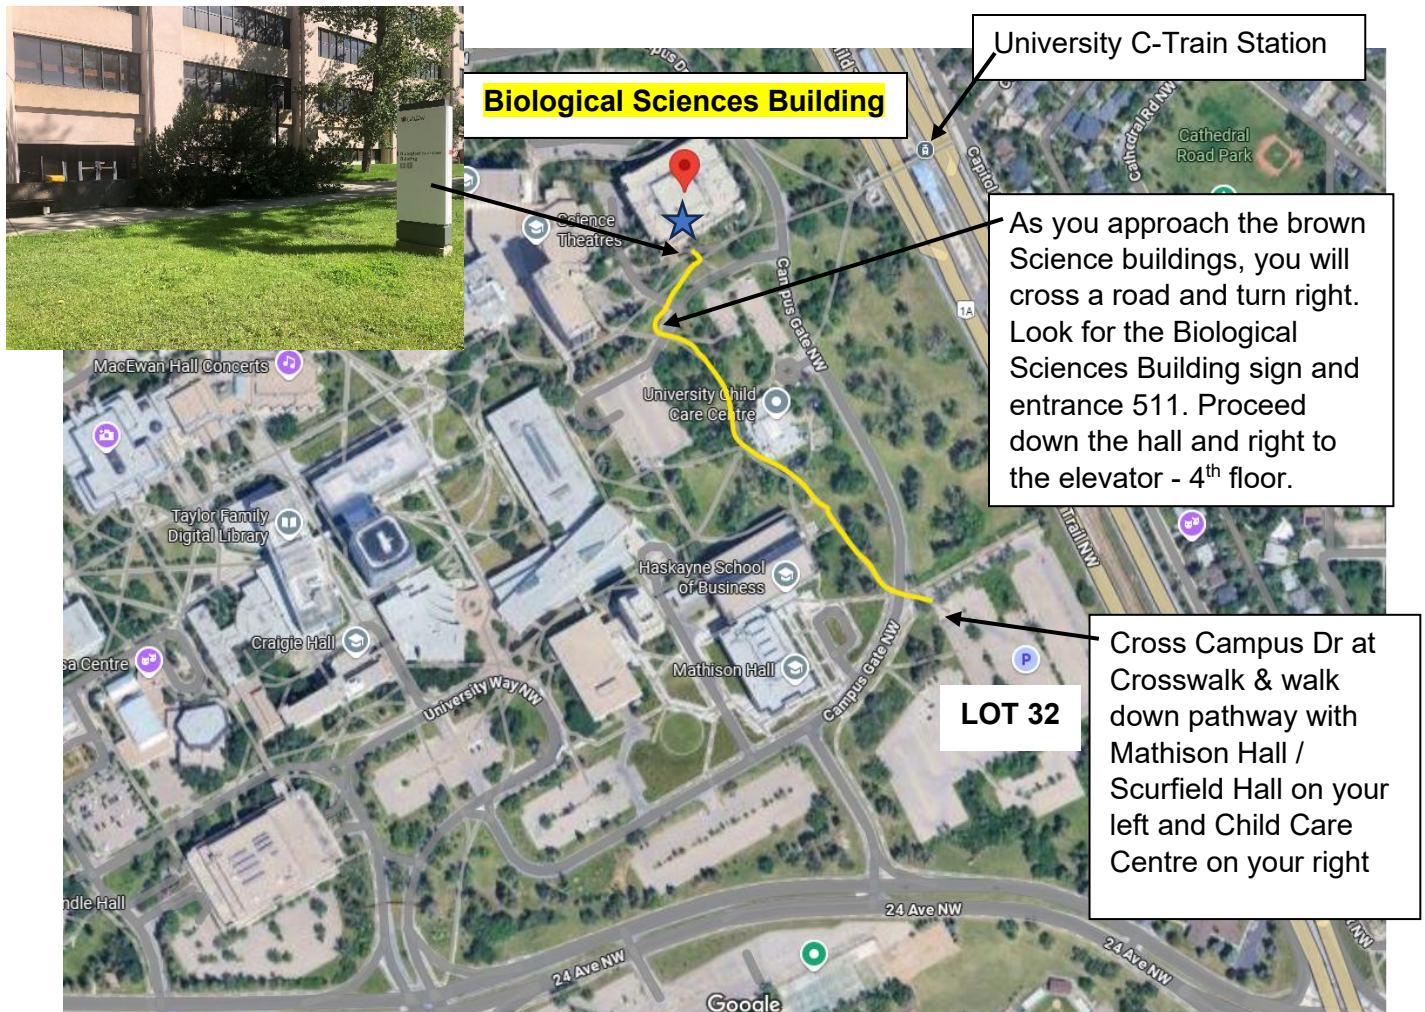 University C-Train Station
Biological Sciences Building
Cathedral Rd NW
Cathedral
Road Park
Capitol
Science
Theatres
As you approach the brown
Science buildings, you will
cross a road and turn right.
Look for the Biological
Sciences Building sign and
entrance 511. Proceed
down the hall and right to
the elevator - 4th floor.
Campus Gate NW
1A
MacEwan Hall Concerts
University Child
Care Centre
Taylor Family
Digital Library
Trail NW
Haskayne School
of Business
Craigie Hall
Mathison Hall
P
University Way NW
Campus Gate NW
LOT 32
Cross Campus Dr at
Crosswalk & walk
down pathway with
Mathison Hall /
Scurfield Hall on your
left and Child Care
Centre on your right
24 Ave NW
24 Ave NW
24 Ave NW
Google